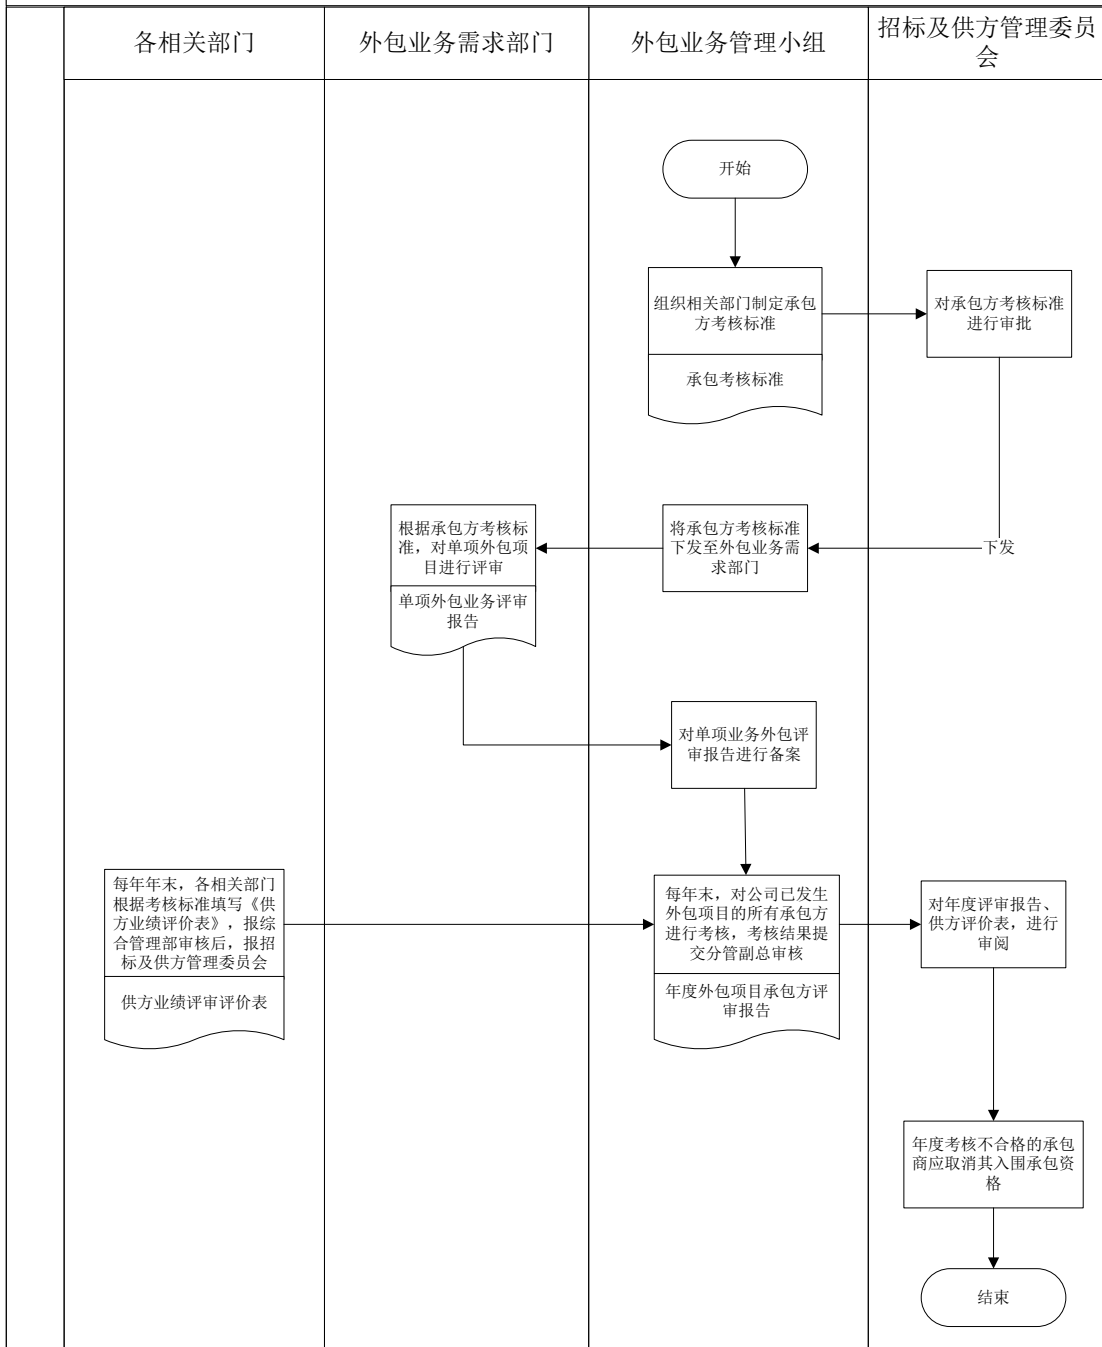 各相关部门
外包业务需求部门
外包业务管理小组
招标及供方管理委员
会
开始
组织相关部门制定承包
方考核标准
承包考核标准
对承包方考核标准
进行审批
下发
将承包方考核标准
下发至外包业务需
求部门
根据承包方考核标
准，对单项外包项
目进行评审
单项外包业务评审
报告
对单项业务外包评
审报告进行备案
每年年末，各相关部门
根据考核标准填写《供
方业绩评价表》，报综
合管理部审核后，报招
标及供方管理委员会
供方业绩评审评价表
每年末，对公司已发生
外包项目的所有承包方
进行考核，考核结果提
交分管副总审核
年度外包项目承包方评
审报告
对年度评审报告、
供方评价表，进行
审阅
年度考核不合格的承包
商应取消其入围承包资
格
结束